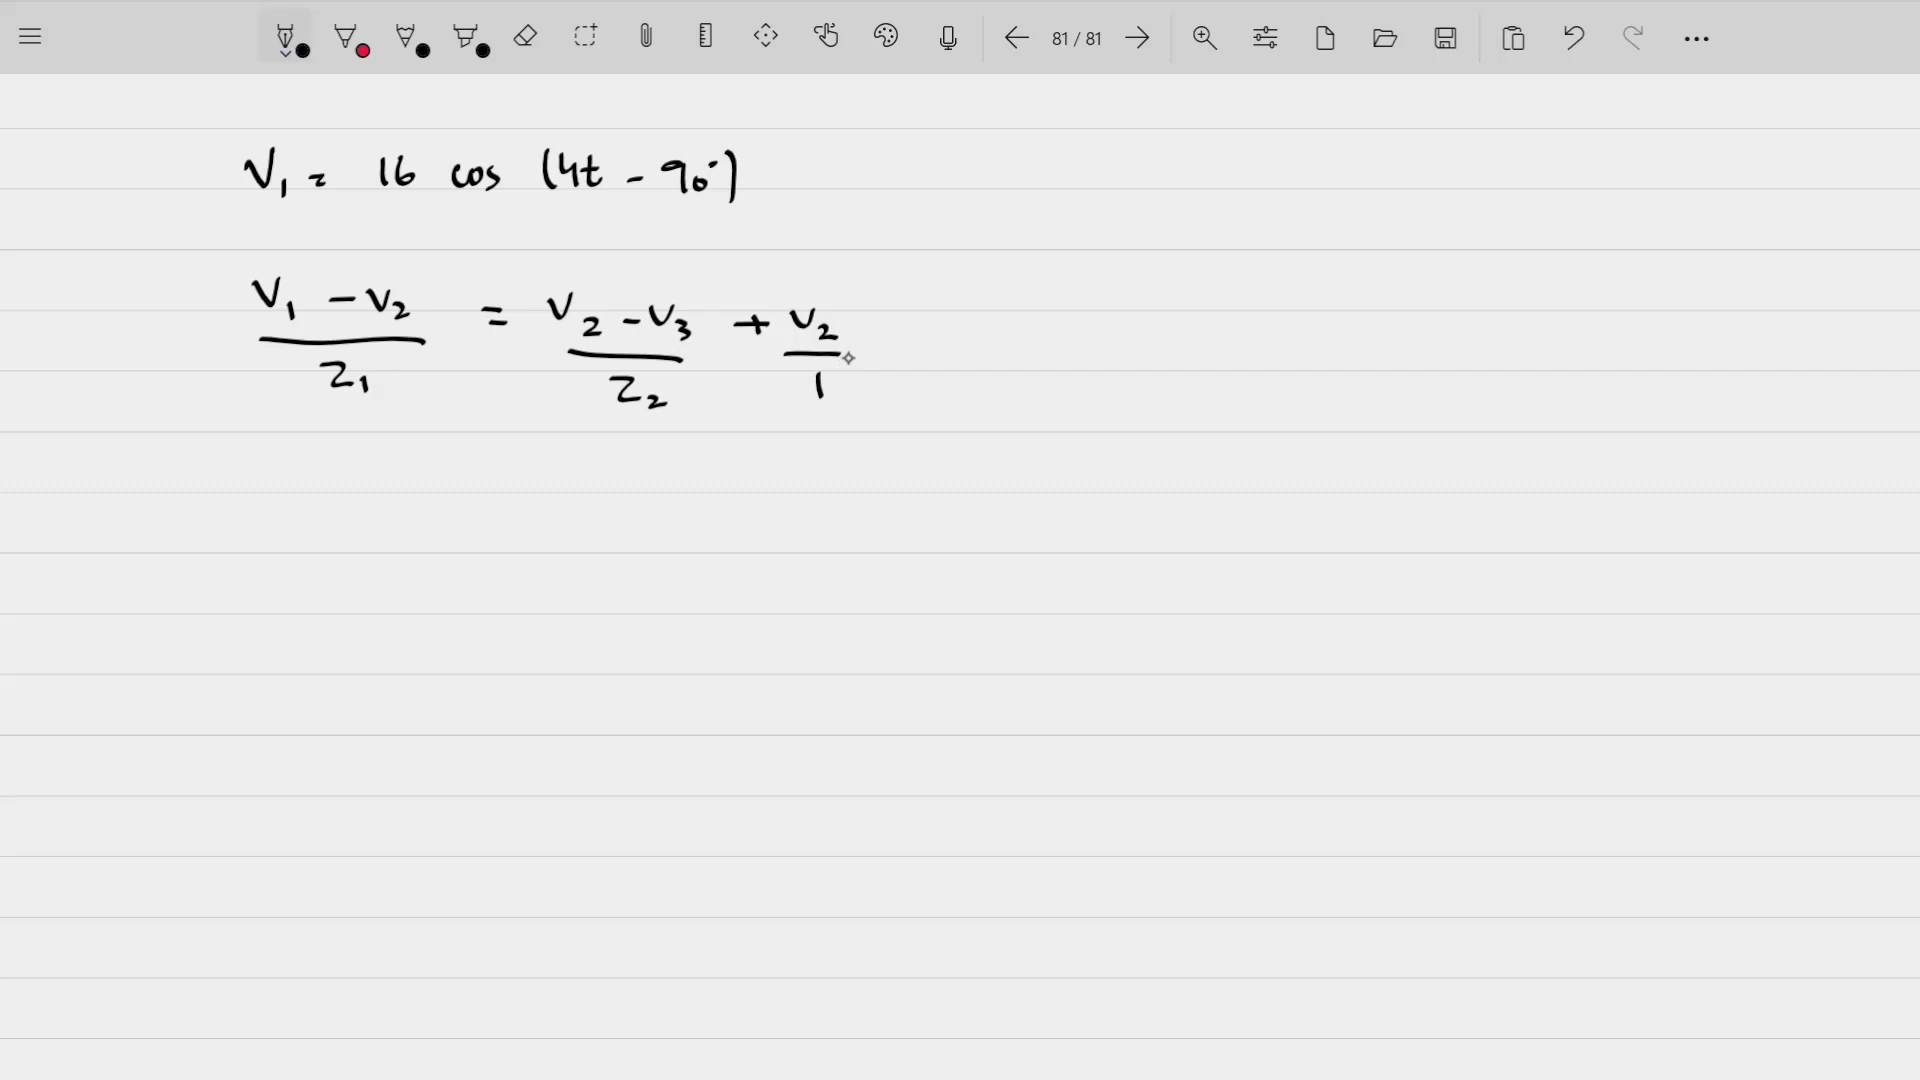 81 / 81
V₁ = 16 cos (4t - 90°)
(V₁ - V₂)/Z₁ = (V₂ - V₃)/Z₂ + V₂/1